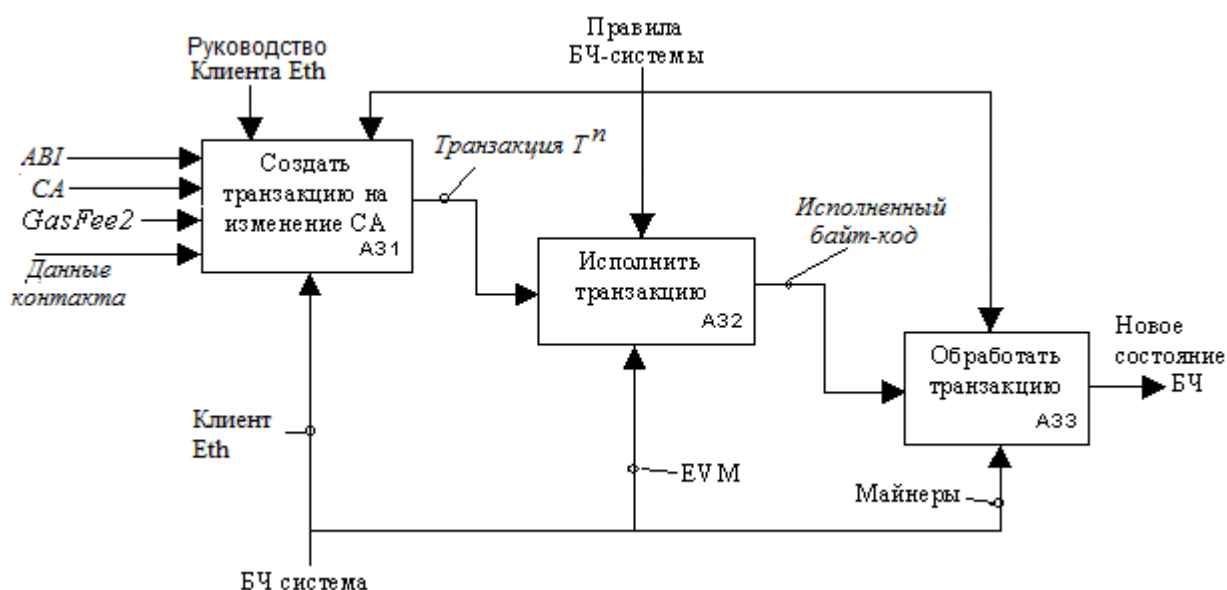 Руководство
Клиента Eth
Правила
БЧ-системы
ABI
CA
GasFee2
Данные
контакта
Создать
транзакцию на
изменение СА
А31
Транзакция Tⁿ
Исполнить
транзакцию
А32
Исполненный
байт-код
Обработать
транзакцию
А33
Новое
состояние
БЧ
Клиент
Eth
EVM
Майнеры
БЧ система